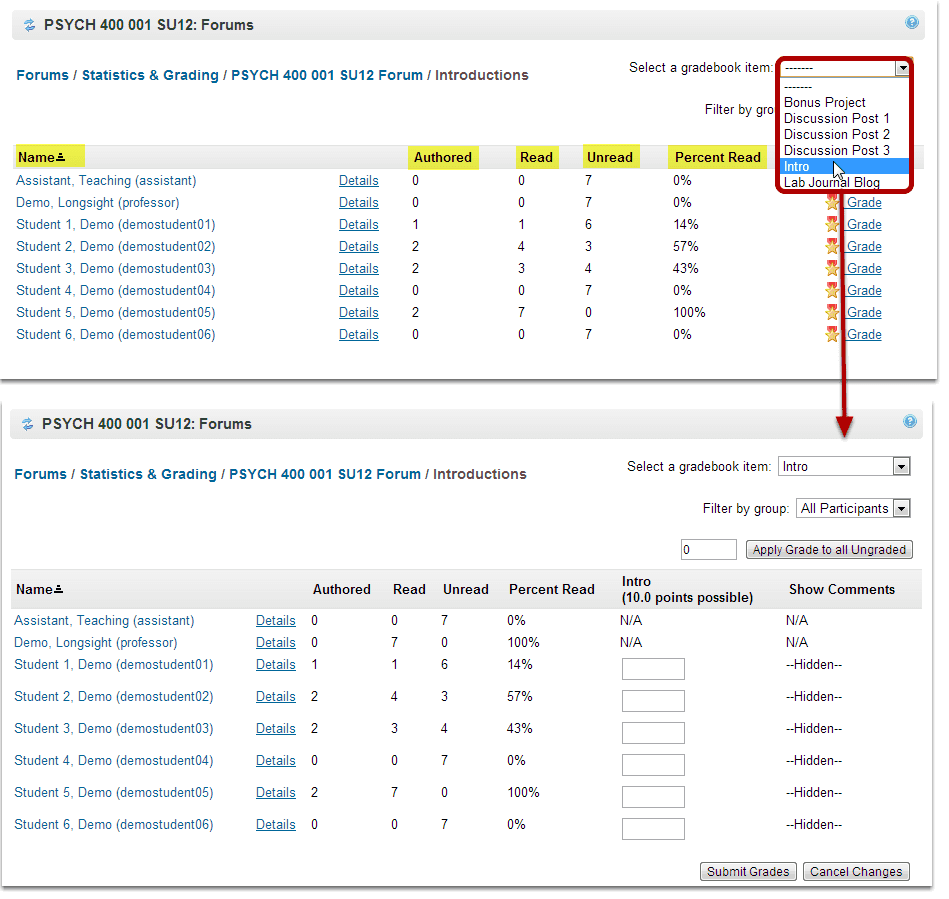 PSYCH 400 001 SU12: Forums
Forums / Statistics & Grading / PSYCH 400 001 SU12 Forum / Introductions
Select a gradebook item: -------
-------
Bonus Project
Filter by gro
Discussion Post 1
Discussion Post 2
Discussion Post 3
Intro
Lab Journal Blog
Name Authored Read Unread Percent Read
Assistant, Teaching (assistant) Details 0 0 7 0%
Demo, Longsight (professor) Details 0 0 7 0% Grade
Student 1, Demo (demostudent01) Details 1 1 6 14% Grade
Student 2, Demo (demostudent02) Details 2 4 3 57% Grade
Student 3, Demo (demostudent03) Details 2 3 4 43% Grade
Student 4, Demo (demostudent04) Details 0 0 7 0% Grade
Student 5, Demo (demostudent05) Details 2 7 0 100% Grade
Student 6, Demo (demostudent06) Details 0 0 7 0% Grade
PSYCH 400 001 SU12: Forums
Forums / Statistics & Grading / PSYCH 400 001 SU12 Forum / Introductions
Select a gradebook item: Intro
Filter by group: All Participants
0 Apply Grade to all Ungraded
Name Authored Read Unread Percent Read Intro Show Comments
(10.0 points possible)
Assistant, Teaching (assistant) Details 0 0 7 0% N/A N/A
Demo, Longsight (professor) Details 0 7 0 100% N/A N/A
Student 1, Demo (demostudent01) Details 1 1 6 14% --Hidden--
Student 2, Demo (demostudent02) Details 2 4 3 57% --Hidden--
Student 3, Demo (demostudent03) Details 2 3 4 43% --Hidden--
Student 4, Demo (demostudent04) Details 0 0 7 0% --Hidden--
Student 5, Demo (demostudent05) Details 2 7 0 100% --Hidden--
Student 6, Demo (demostudent06) Details 0 0 7 0% --Hidden--
Submit Grades Cancel Changes